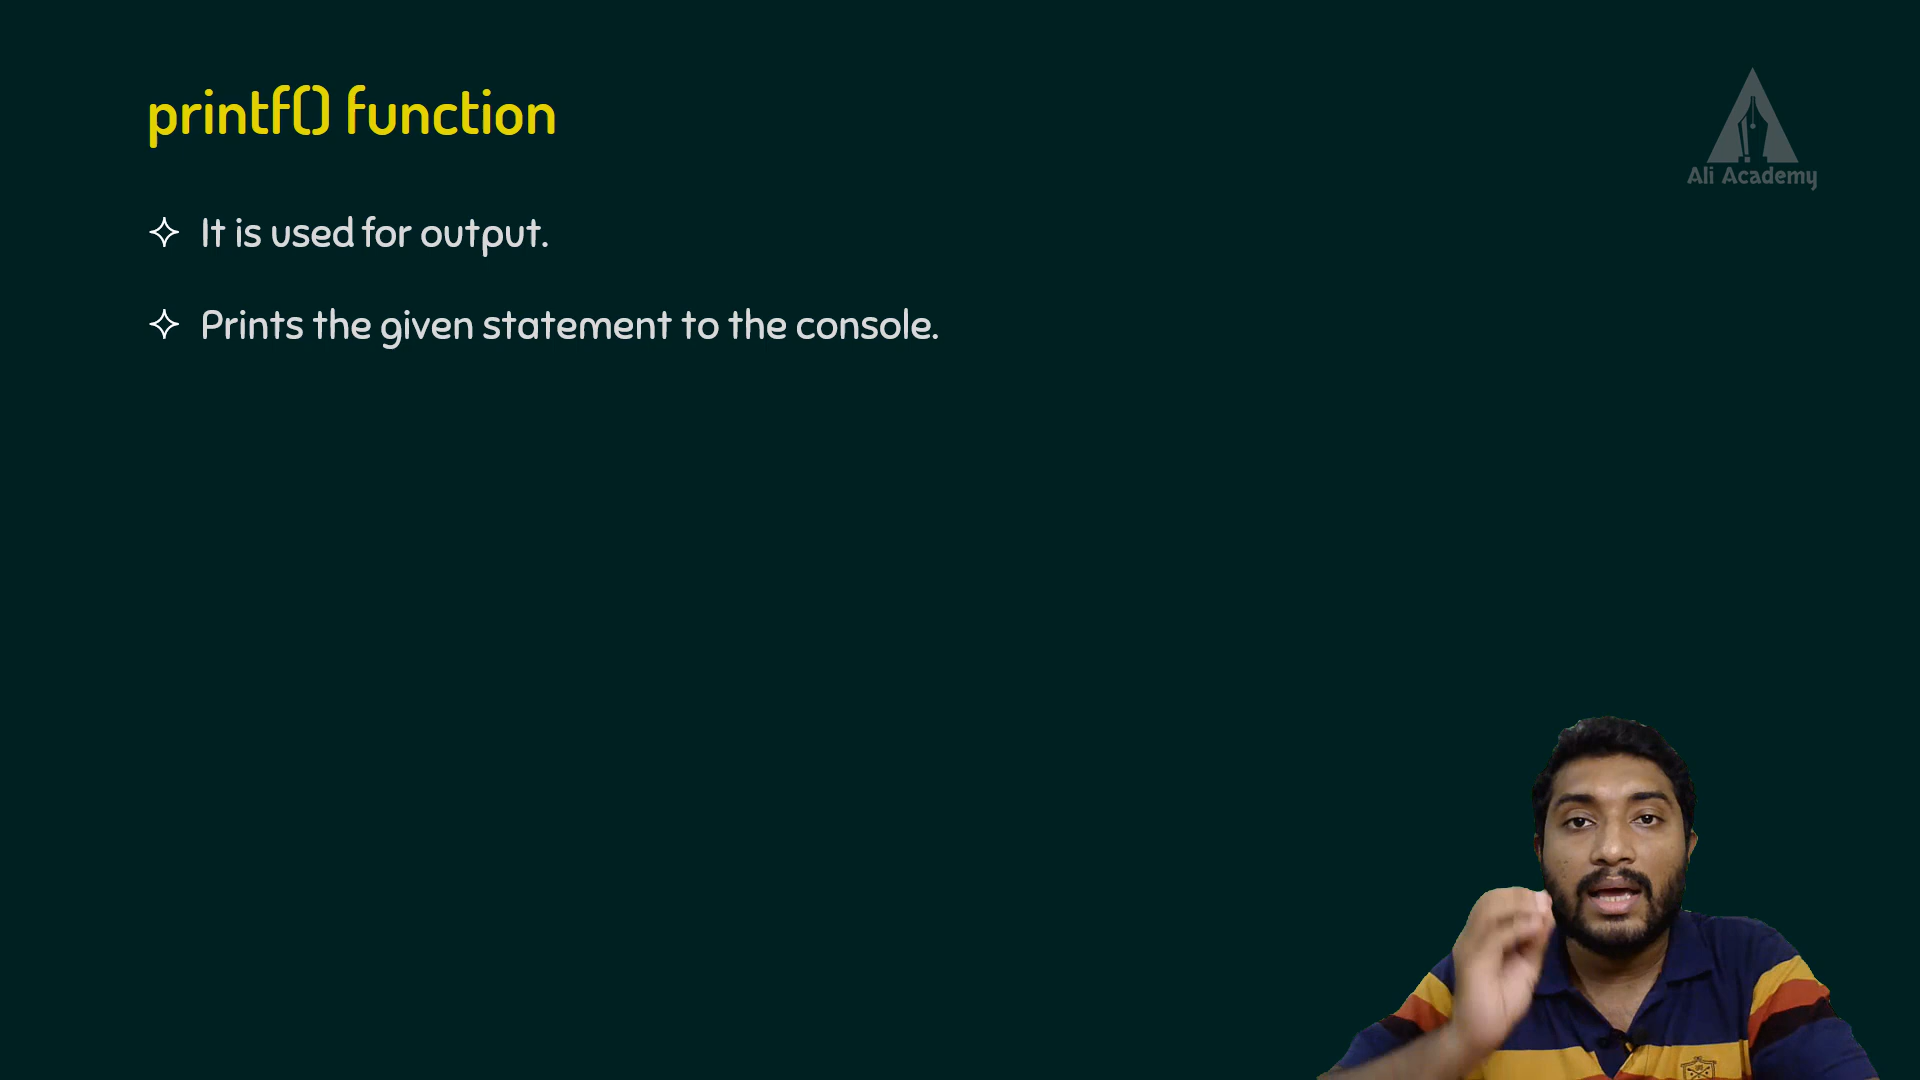 printf() function
Ali Academy
It is used for output.
Prints the given statement to the console.